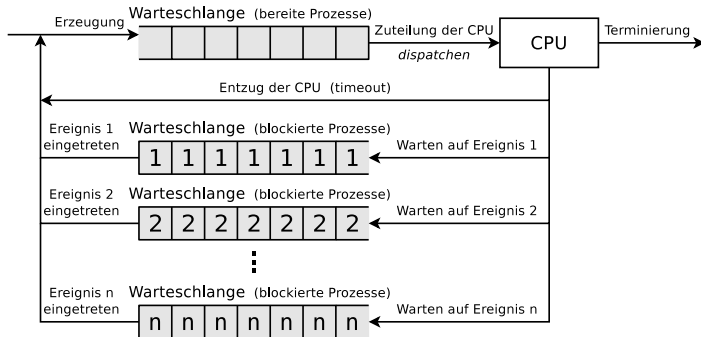 Erzeugung
Warteschlange (bereite Prozesse)
Zuteilung der CPU
dispatchen
CPU
Terminierung
Entzug der CPU (timeout)
Ereignis 1
eingetreten
Warteschlange (blockierte Prozesse)
1 1 1 1 1 1 1
Warten auf Ereignis 1
Ereignis 2
eingetreten
Warteschlange (blockierte Prozesse)
2 2 2 2 2 2 2
Warten auf Ereignis 2
Ereignis n
eingetreten
Warteschlange (blockierte Prozesse)
n n n n n n n
Warten auf Ereignis n